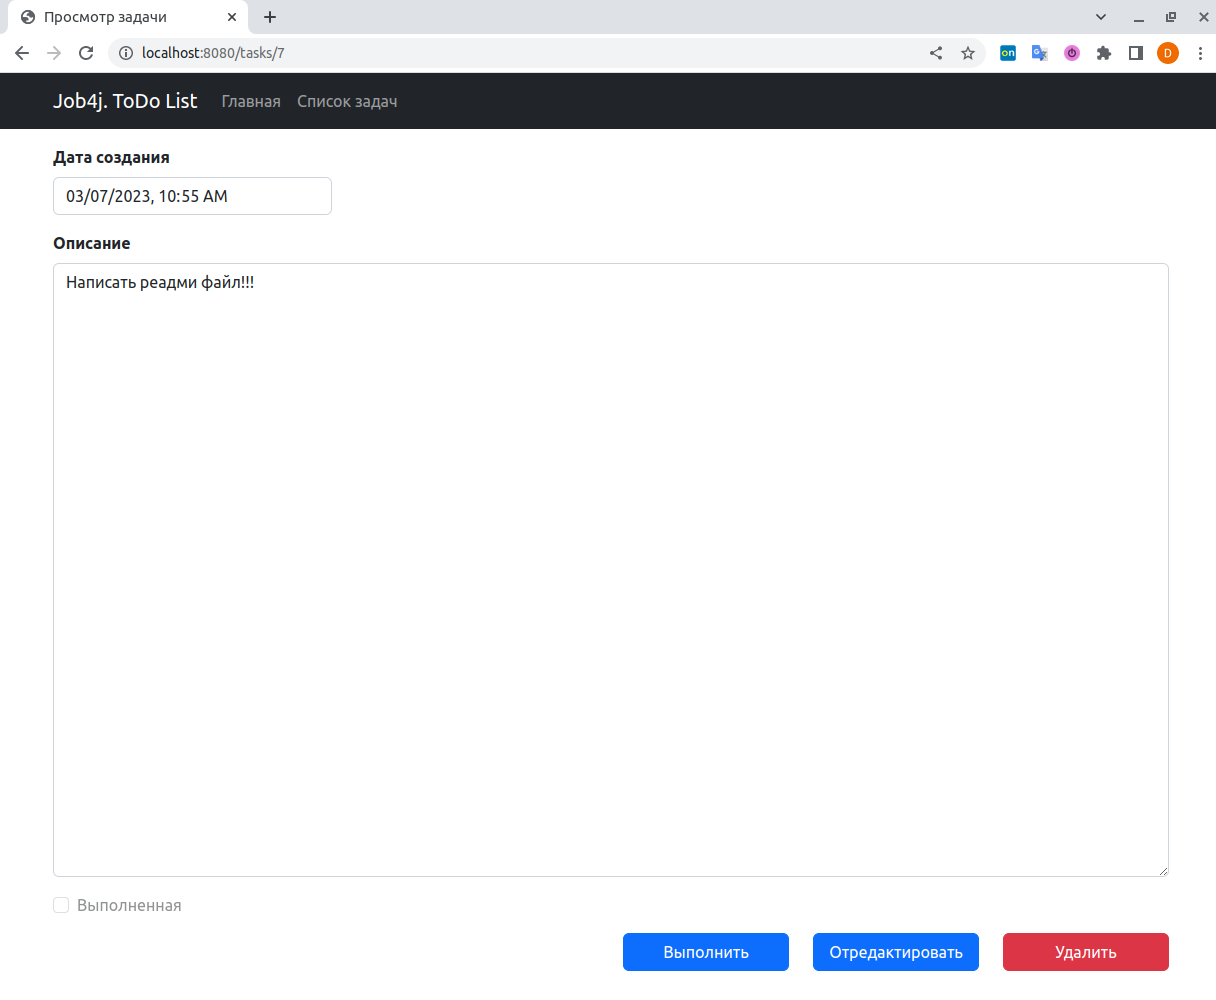 Просмотр задачи
localhost:8080/tasks/7
on
G
D
Job4j. ToDo List Главная Список задач
Дата создания
03/07/2023, 10:55 AM
Описание
Написать реадми файл!!!
Выполненная
Выполнить Отредактировать Удалить